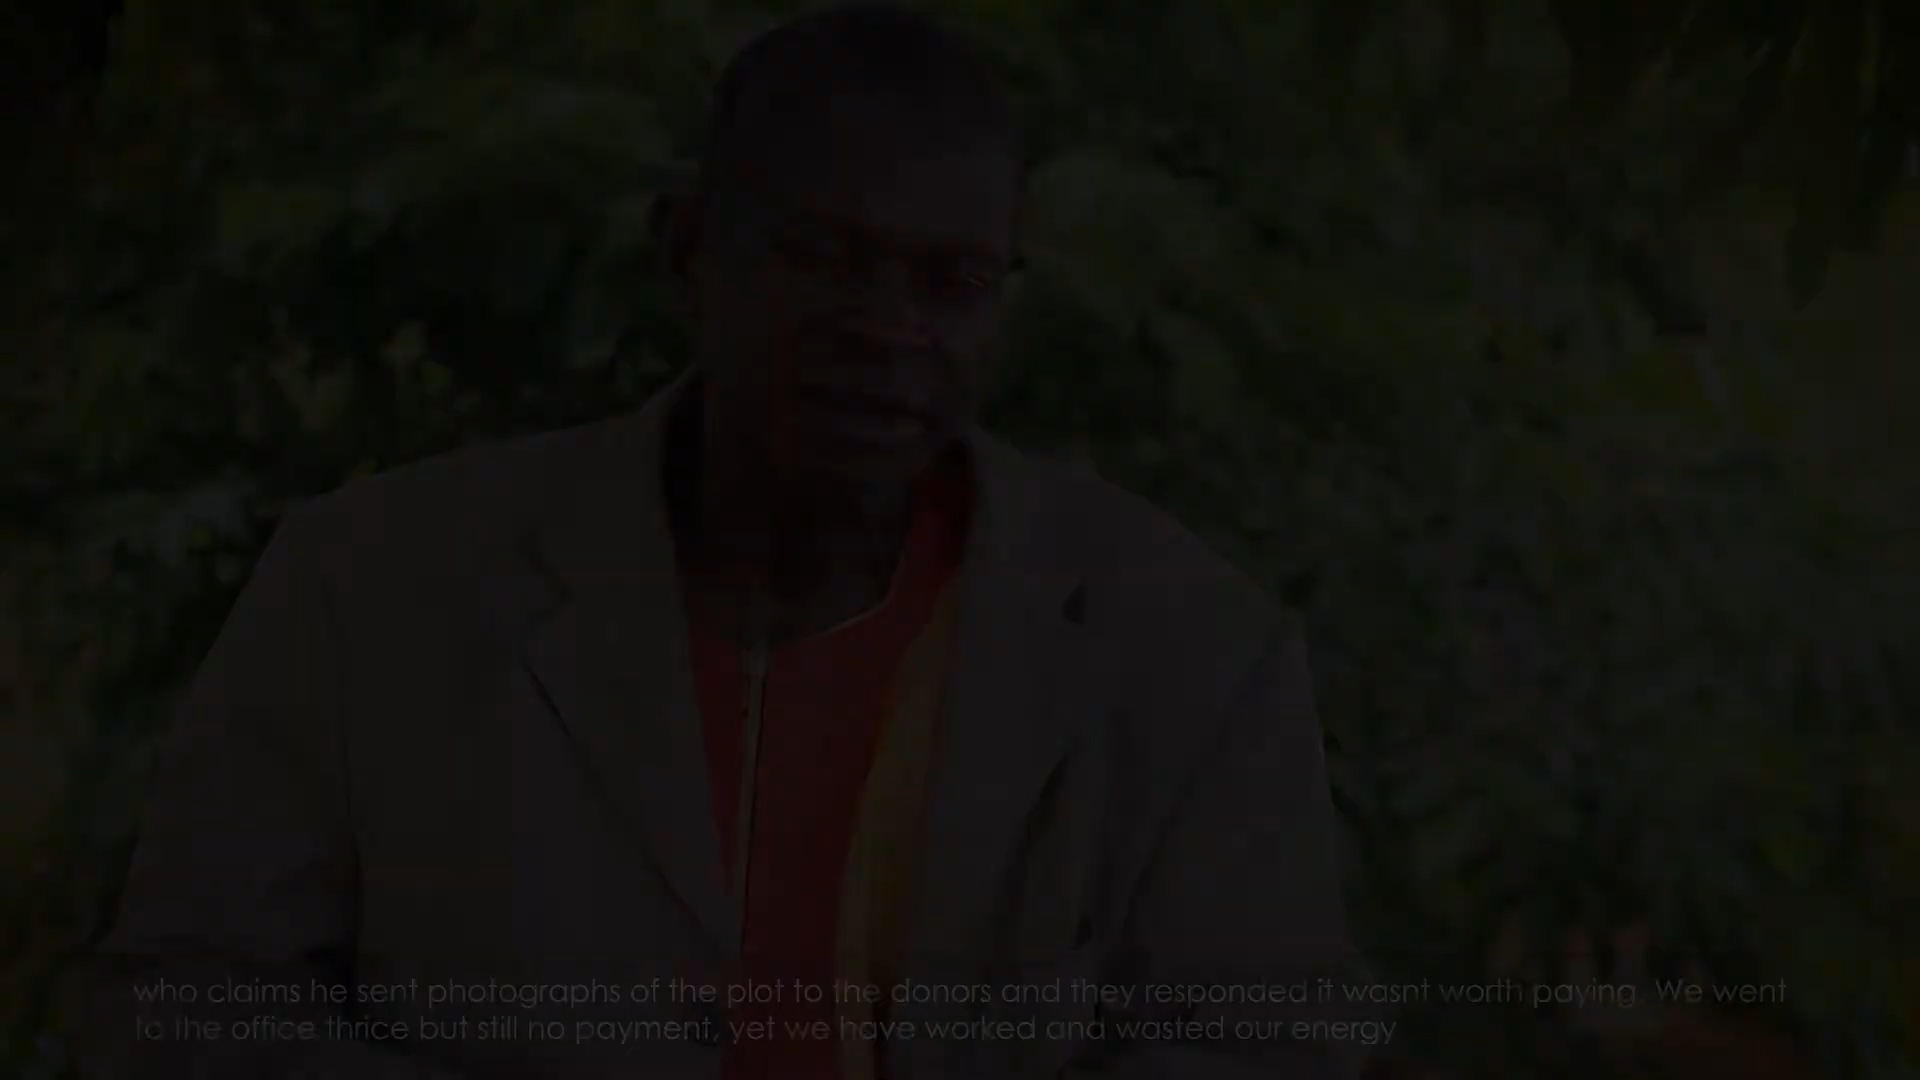 who claims he sent photographs of the plot to the donors and they responded it wasnt worth paying. We went
to the office thrice but still no payment, yet we have worked and wasted our energy